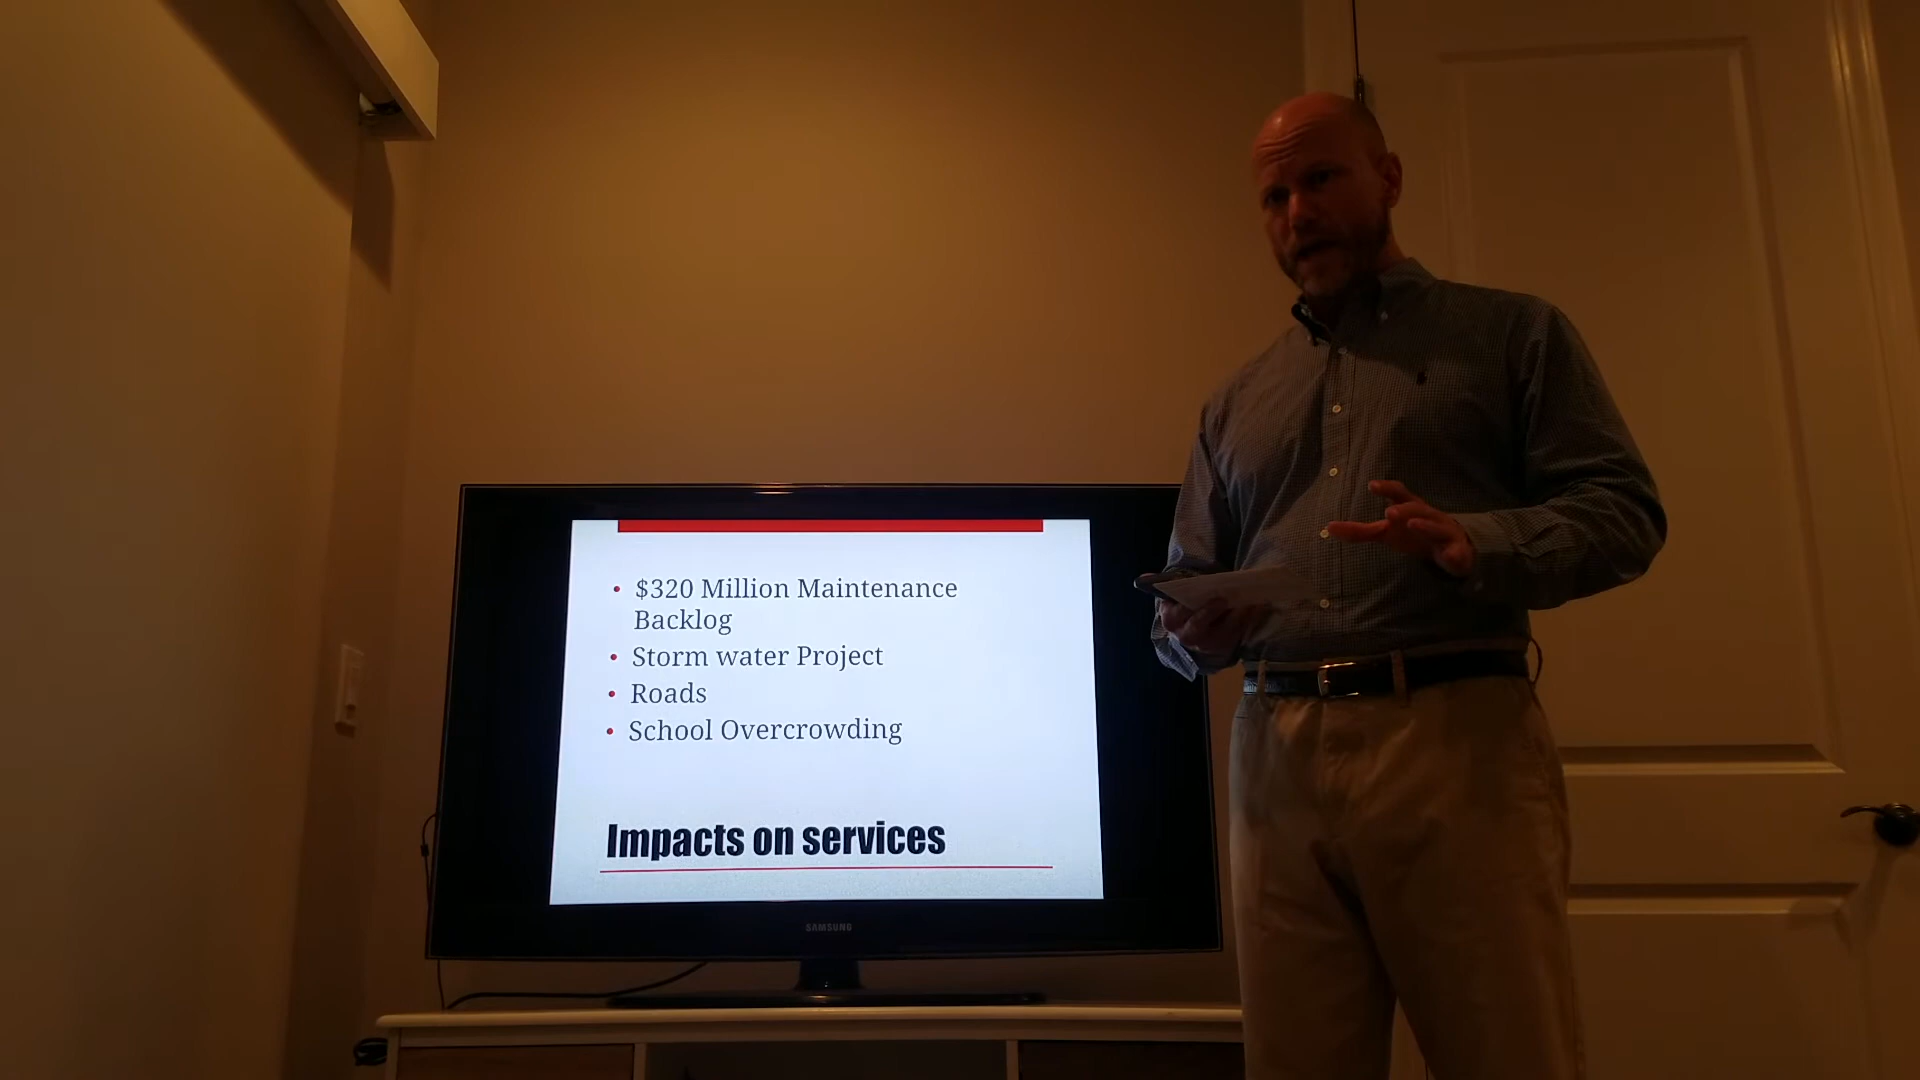 • $320 Million Maintenance
Backlog
• Storm water Project
• Roads
• School Overcrowding
Impacts on services
SAMSUNG